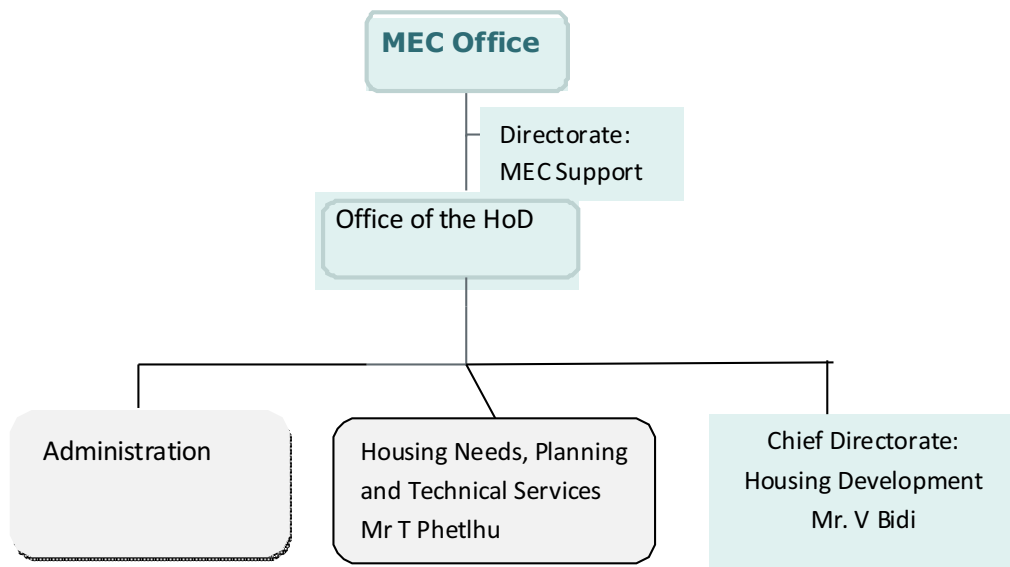 MEC Office
Directorate:
MEC Support
Office of the HoD
Administration
Housing Needs, Planning
and Technical Services
Mr T Phetlhu
Chief Directorate:
Housing Development
Mr. V Bidi